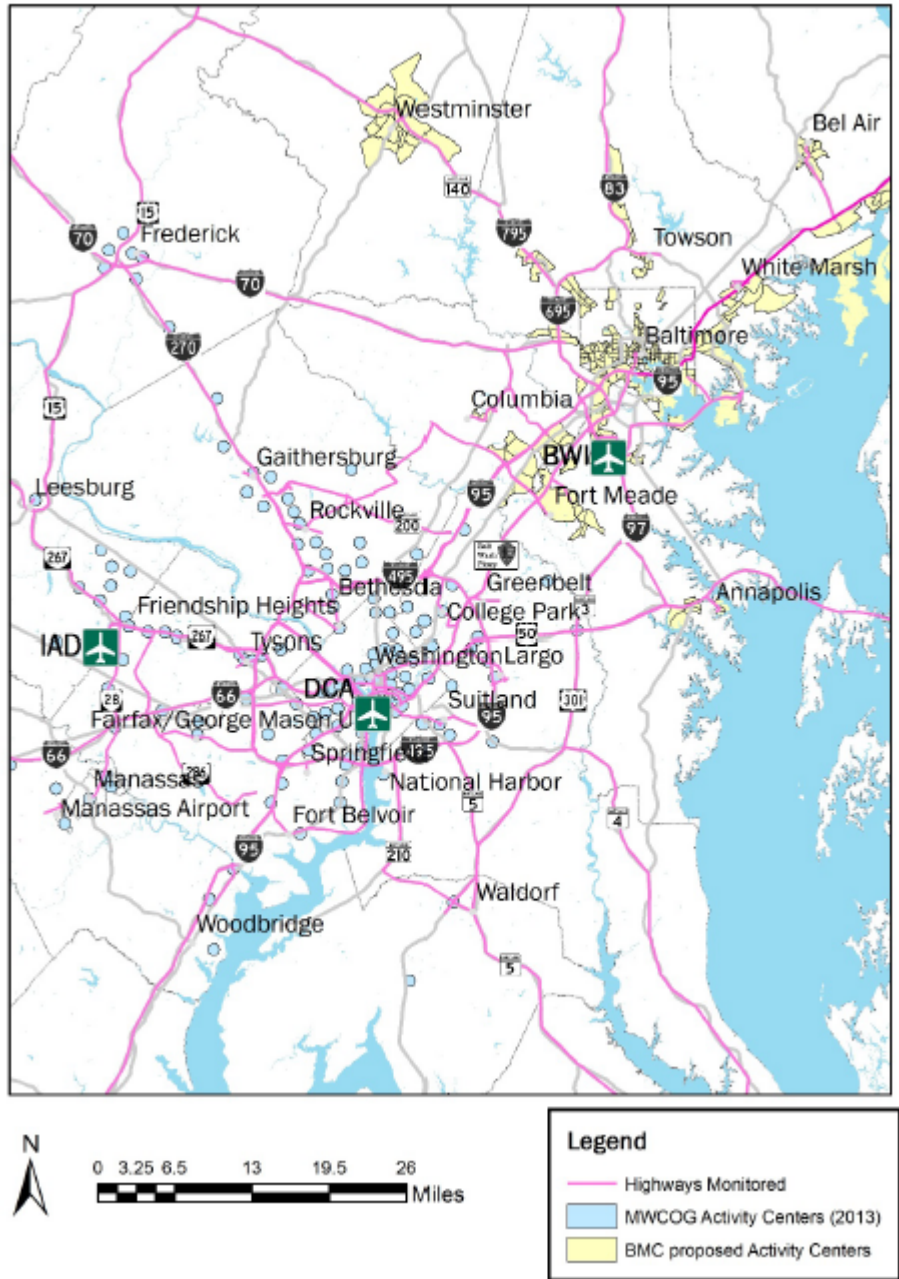 Westminster
Bel Air
140
83
15
795
Frederick
Towson
70
White Marsh
70
695
270
Baltimore
95
15
Columbia
Gaithersburg
BWI
Leesburg
95
Fort Meade
Rockville
200
97
267
495
Greenbelt
Bethesda
Annapolis
Friendship Heights
College Park
3
267
50
IAD
Tysons
Washington
Largo
DCA
Suitland
28
66
301
95
Fairfax/George Mason U
66
Springfie
495
Manassas
286
National Harbor
5
Manassas Airport
Fort Belvoir
4
95
210
Waldorf
Woodbridge
5
N
0 3.25 6.5 13 19.5 26
Miles
Legend
Highways Monitored
MWCOG Activity Centers (2013)
BMC proposed Activity Centers